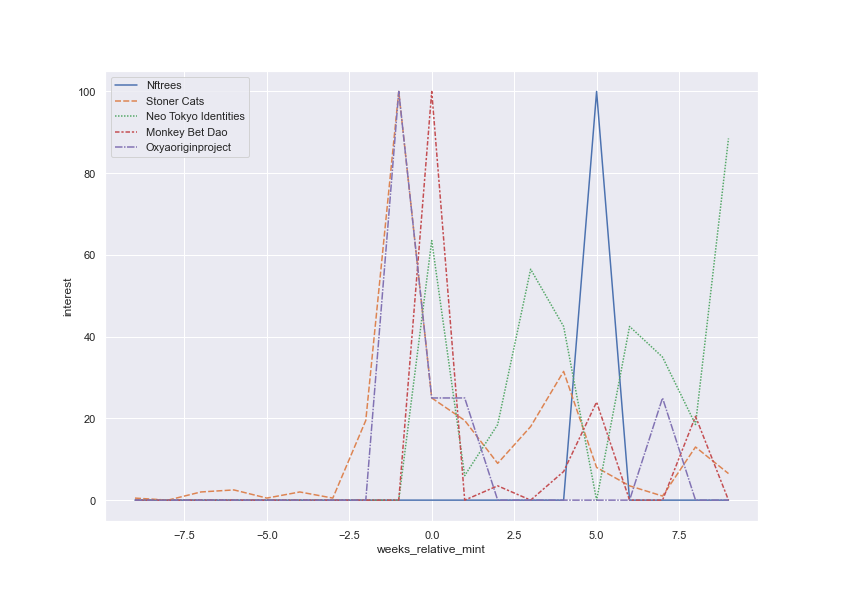 Nftrees
Stoner Cats
Neo Tokyo Identities
Monkey Bet Dao
Oxyaoriginproject
100
80
60
40
20
0
interest
−7.5 −5.0 −2.5 0.0 2.5 5.0 7.5
weeks_relative_mint